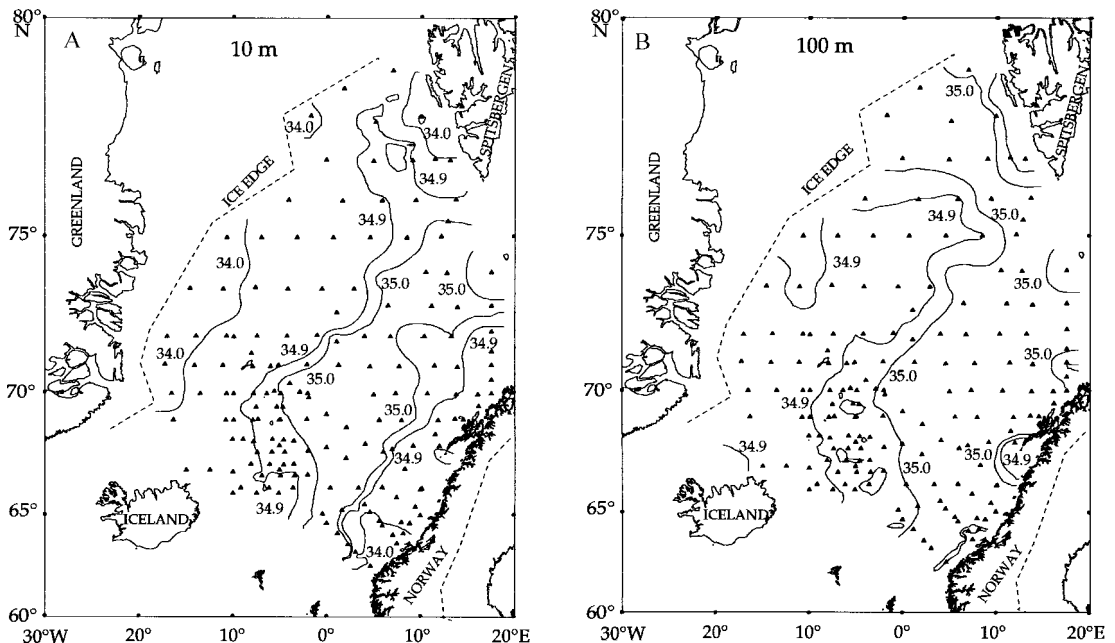 80°
N
A
10 m
34.0
34.0
SPITSBERGEN
ICE EDGE
34.9
GREENLAND
34.9
75°
34.0
35.0
35.0
34.0
34.9
34.9
35.0
70°
35.0
34.9
34.9
65°
ICELAND
34.0
NORWAY
60°
30°W
20°
10°
0°
10°
20°E
80°
N
B
100 m
35.0
SPITSBERGEN
ICE EDGE
34.9
35.0
GREENLAND
75°
34.9
35.0
35.0
35.0
70°
34.9
34.9
35.0
35.0
34.9
65°
ICELAND
NORWAY
60°
30°W
20°
10°
0°
10°
20°E